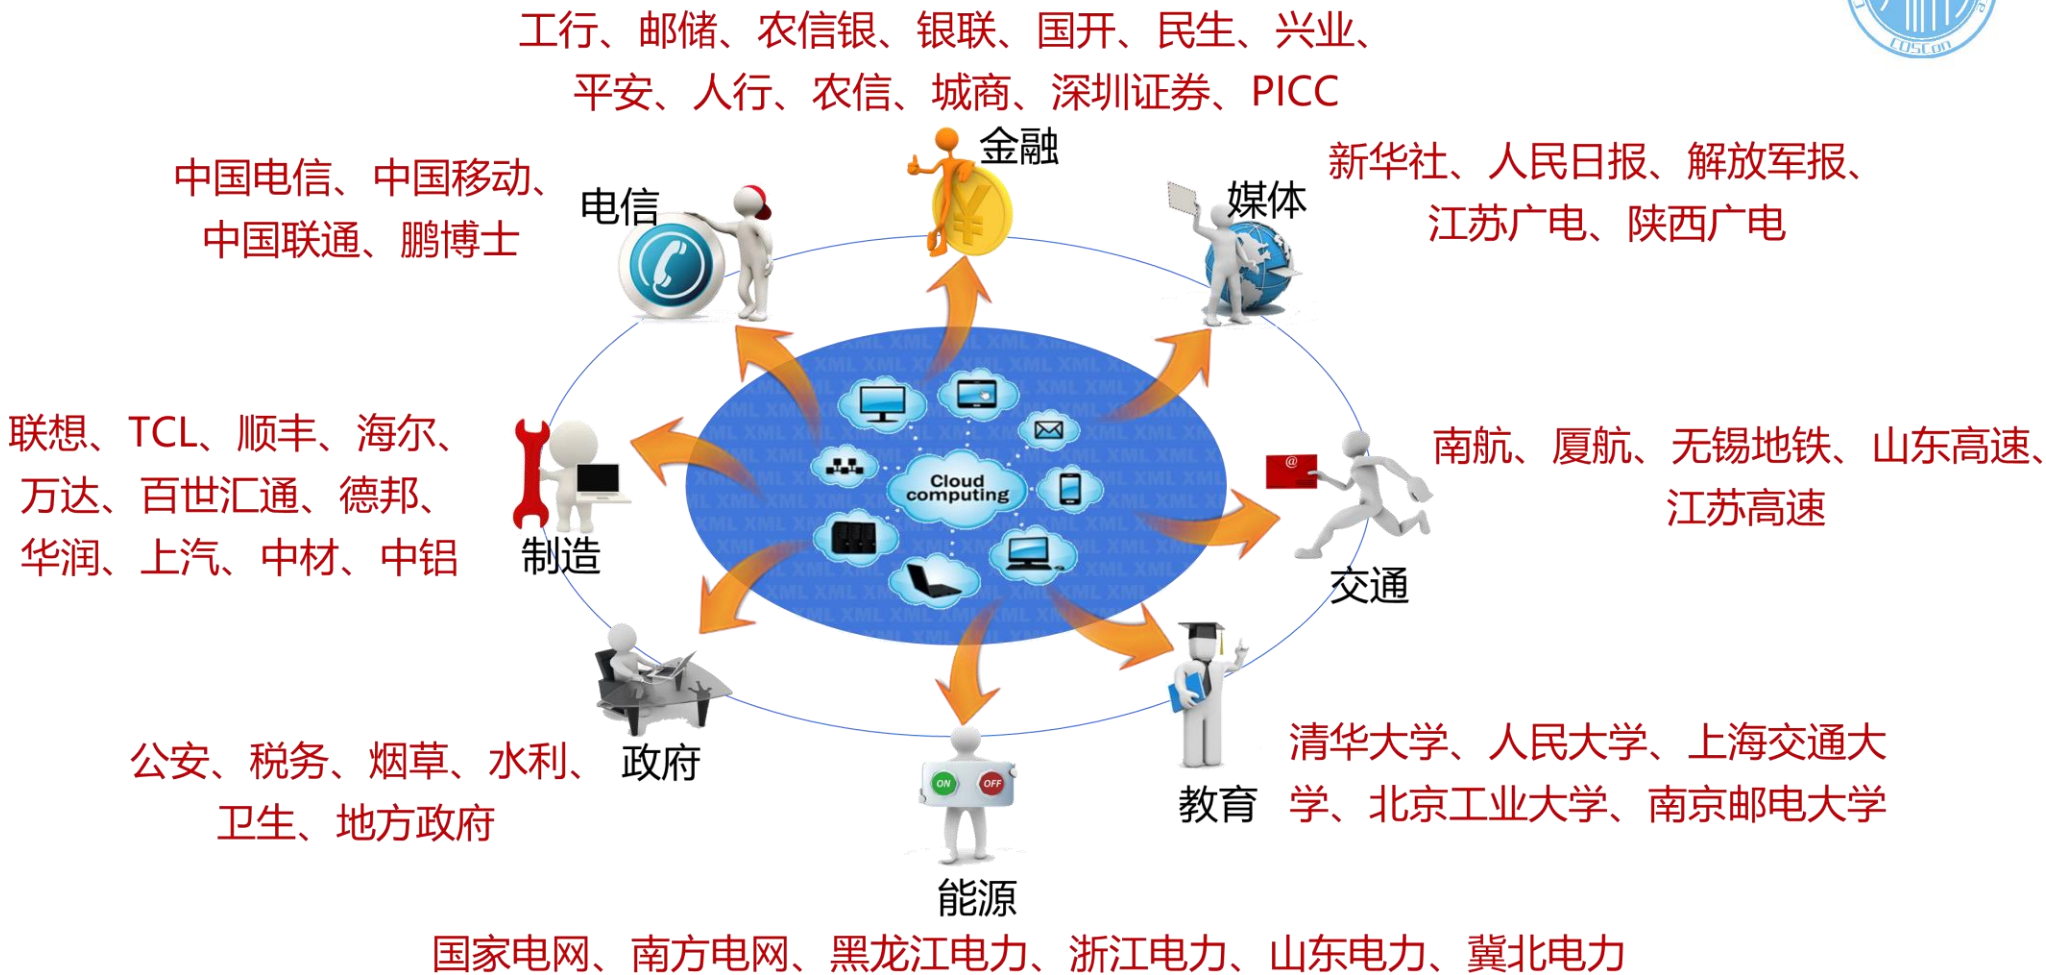 工行、邮储、农信银、银联、国开、民生、兴业、
平安、人行、农信、城商、深圳证券、PICC
金融
COSCon
中国电信、中国移动、
中国联通、鹏博士
电信
媒体
新华社、人民日报、解放军报、
江苏广电、陕西广电
联想、TCL、顺丰、海尔、
万达、百世汇通、德邦、
华润、上汽、中材、中铝
制造
Cloud
computing
@
南航、厦航、无锡地铁、山东高速、
江苏高速
交通
公安、税务、烟草、水利、
卫生、地方政府
政府
ON
OFF
能源
教育
清华大学、人民大学、上海交通大
学、北京工业大学、南京邮电大学
国家电网、南方电网、黑龙江电力、浙江电力、山东电力、冀北电力